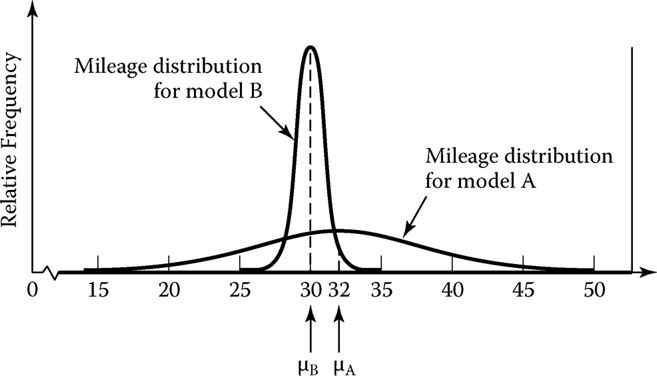 Relative Frequency
Mileage distribution
for model B
Mileage distribution
for model A
0 15 20 25 30 32 35 40 45 50
μB μA